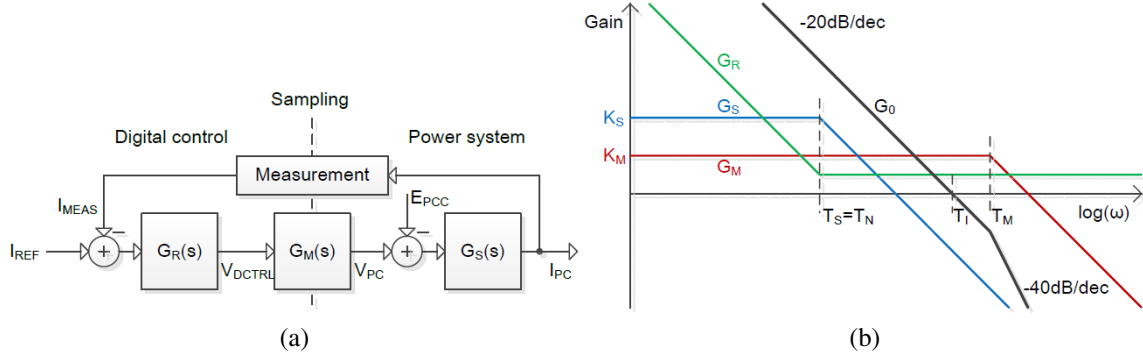 Sampling
Digital control
Power system
Measurement
I_MEAS
E_PCC
I_REF
+
−
G_R(s)
V_DCTRL
G_M(s)
V_PC
+
−
G_S(s)
I_PC
(a)
Gain
-20dB/dec
G_R
G_0
K_S
G_S
K_M
G_M
T_S=T_N
T_I
T_M
log(ω)
-40dB/dec
(b)